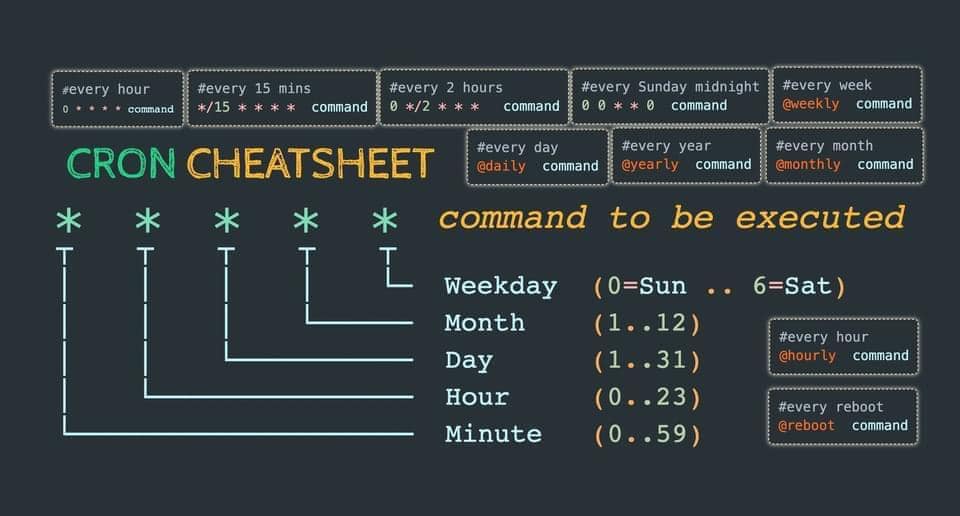 #every hour
0 * * * * command
#every 15 mins
*/15 * * * * command
#every 2 hours
0 */2 * * * command
#every Sunday midnight
0 0 * * 0 command
#every week
@weekly command
CRON CHEATSHEET
#every day
@daily command
#every year
@yearly command
#every month
@monthly command
* * * * * command to be executed
Weekday (0=Sun .. 6=Sat)
Month (1..12)
Day (1..31)
Hour (0..23)
Minute (0..59)
#every hour
@hourly command
#every reboot
@reboot command